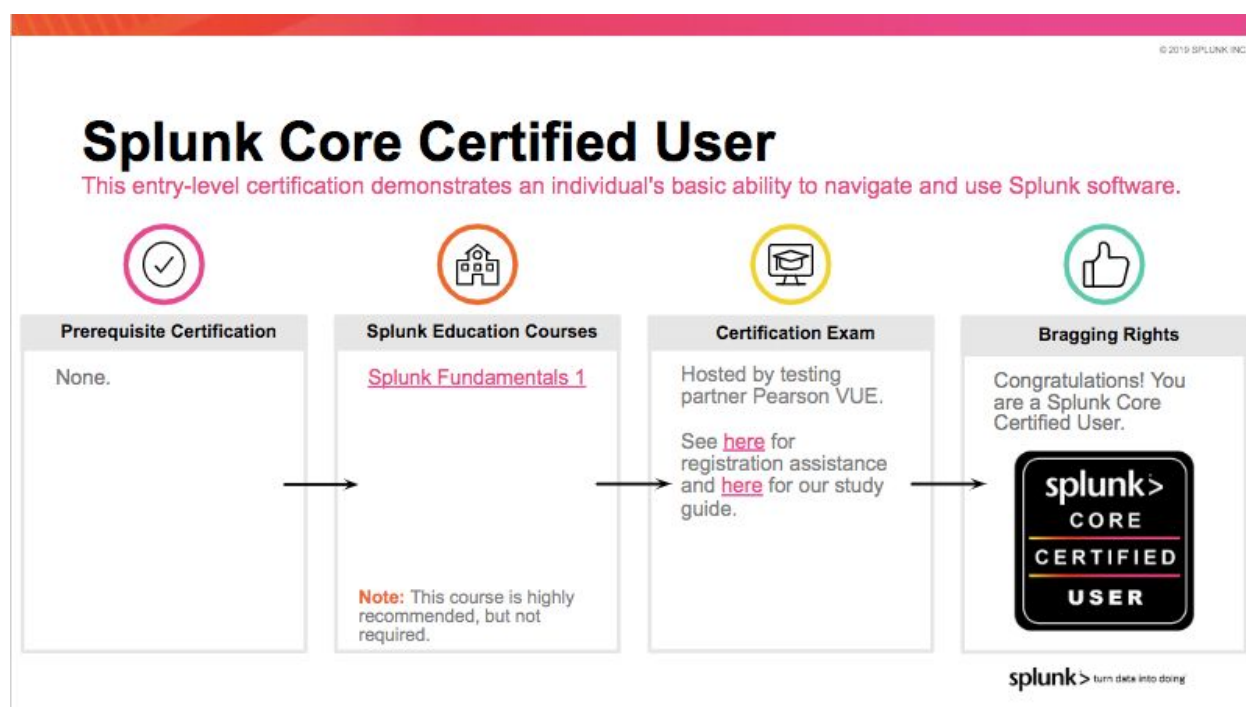 © 2019 SPLUNK INC
Splunk Core Certified User
This entry-level certification demonstrates an individual's basic ability to navigate and use Splunk software.
Prerequisite Certification
None.
Splunk Education Courses
Splunk Fundamentals 1
Note: This course is highly
recommended, but not
required.
Certification Exam
Hosted by testing
partner Pearson VUE.
See here for
registration assistance
and here for our study
guide.
Bragging Rights
Congratulations! You
are a Splunk Core
Certified User.
splunk>
CORE
CERTIFIED
USER
splunk> turn data into doing